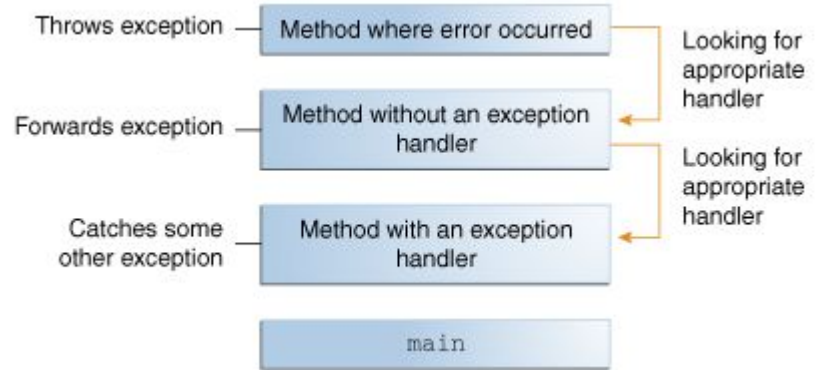 Throws exception
Method where error occurred
Looking for
appropriate
handler
Forwards exception
Method without an exception
handler
Looking for
appropriate
handler
Catches some
other exception
Method with an exception
handler
main